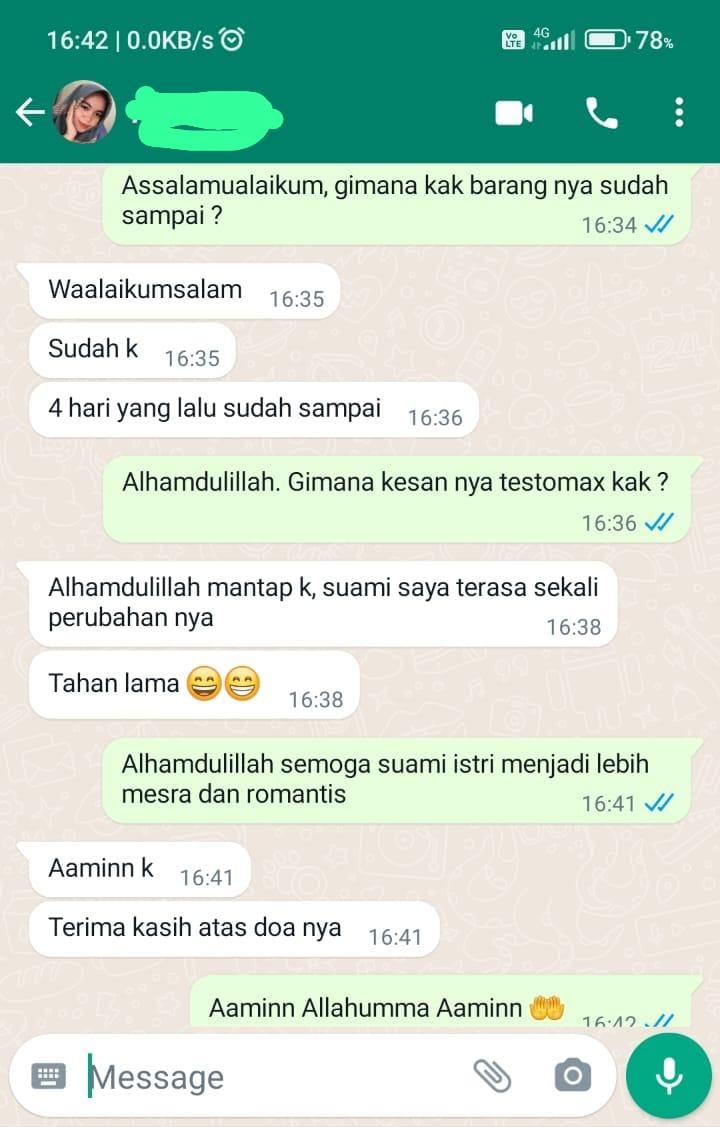 16:42 | 0.0KB/s
Vo
LTE
4G
78%
Assalamualaikum, gimana kak barang nya sudah
sampai ?
16:34
Waalaikumsalam
16:35
Sudah k
16:35
4 hari yang lalu sudah sampai
16:36
Alhamdulillah. Gimana kesan nya testomax kak ?
16:36
Alhamdulillah mantap k, suami saya terasa sekali
perubahan nya
16:38
Tahan lama 😄😁
16:38
Alhamdulillah semoga suami istri menjadi lebih
mesra dan romantis
16:41
Aaminn k
16:41
Terima kasih atas doa nya
16:41
Aaminn Allahumma Aaminn 🤲
16:42
Message